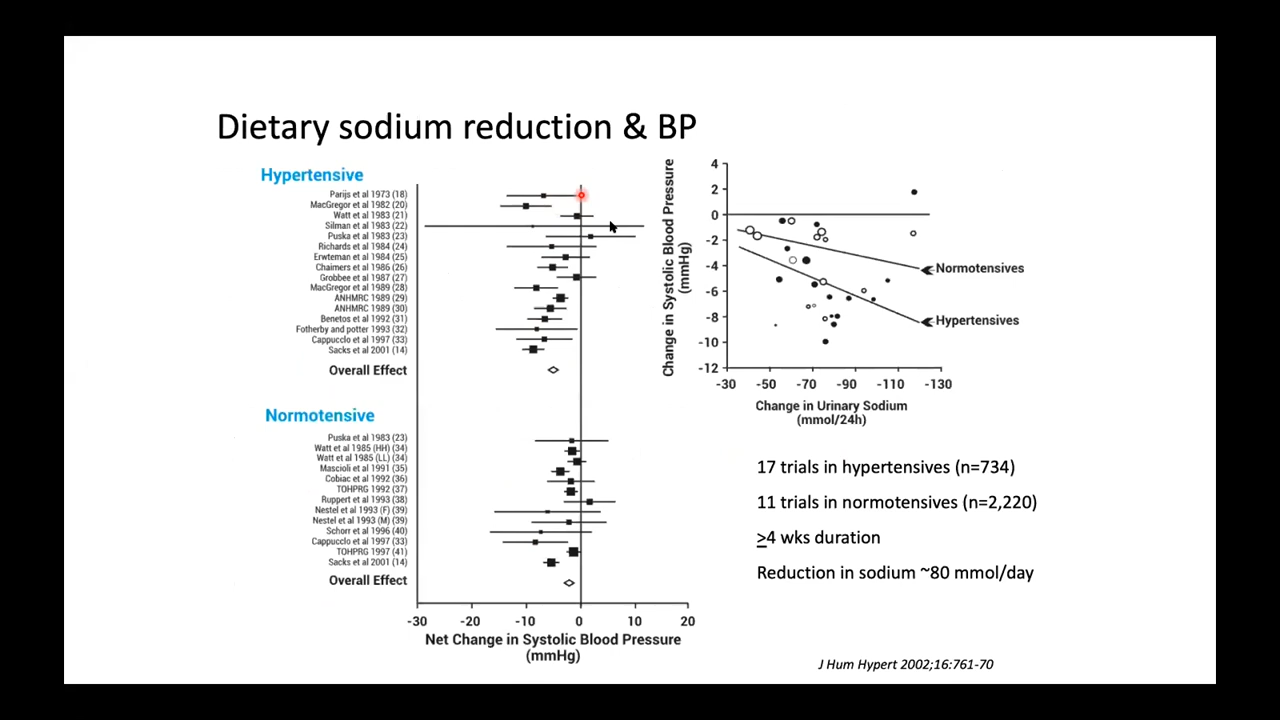 Dietary sodium reduction & BP
Hypertensive
Parijs et al 1973 (18)
MacGregor et al 1982 (20)
Watt et al 1983 (21)
Silman et al 1983 (22)
Puska et al 1983 (23)
Richards et al 1984 (24)
Erwteman et al 1984 (25)
Chaimers et al 1986 (26)
Grobbee et al 1987 (27)
MacGregor et al 1989 (28)
ANHMRC 1989 (29)
ANHMRC 1989 (30)
Benetos et al 1992 (31)
Fotherby and potter 1993 (32)
Cappucclo et al 1997 (33)
Sacks et al 2001 (14)
Overall Effect
Normotensive
Puska et al 1983 (23)
Watt et al 1985 (HH) (34)
Watt et al 1985 (LL) (34)
Mascioli et al 1991 (35)
Cobiac et al 1992 (36)
TOHPRG 1992 (37)
Ruppert et al 1993 (38)
Nestel et al 1993 (F) (39)
Nestel et al 1993 (M) (39)
Schorr et al 1996 (40)
Cappuccio et al 1997 (33)
TOHPRG 1997 (41)
Sacks et al 2001 (14)
Overall Effect
-30 -20 -10 0 10 20
Net Change in Systolic Blood Pressure
(mmHg)
Change in Systolic Blood Pressure
(mmHg)
4
2
0
-2
-4
-6
-8
-10
-12
Normotensives
Hypertensives
-30 -50 -70 -90 -110 -130
Change in Urinary Sodium
(mmol/24h)
17 trials in hypertensives (n=734)
11 trials in normotensives (n=2,220)
≥4 wks duration
Reduction in sodium ~80 mmol/day
J Hum Hypert 2002;16:761-70